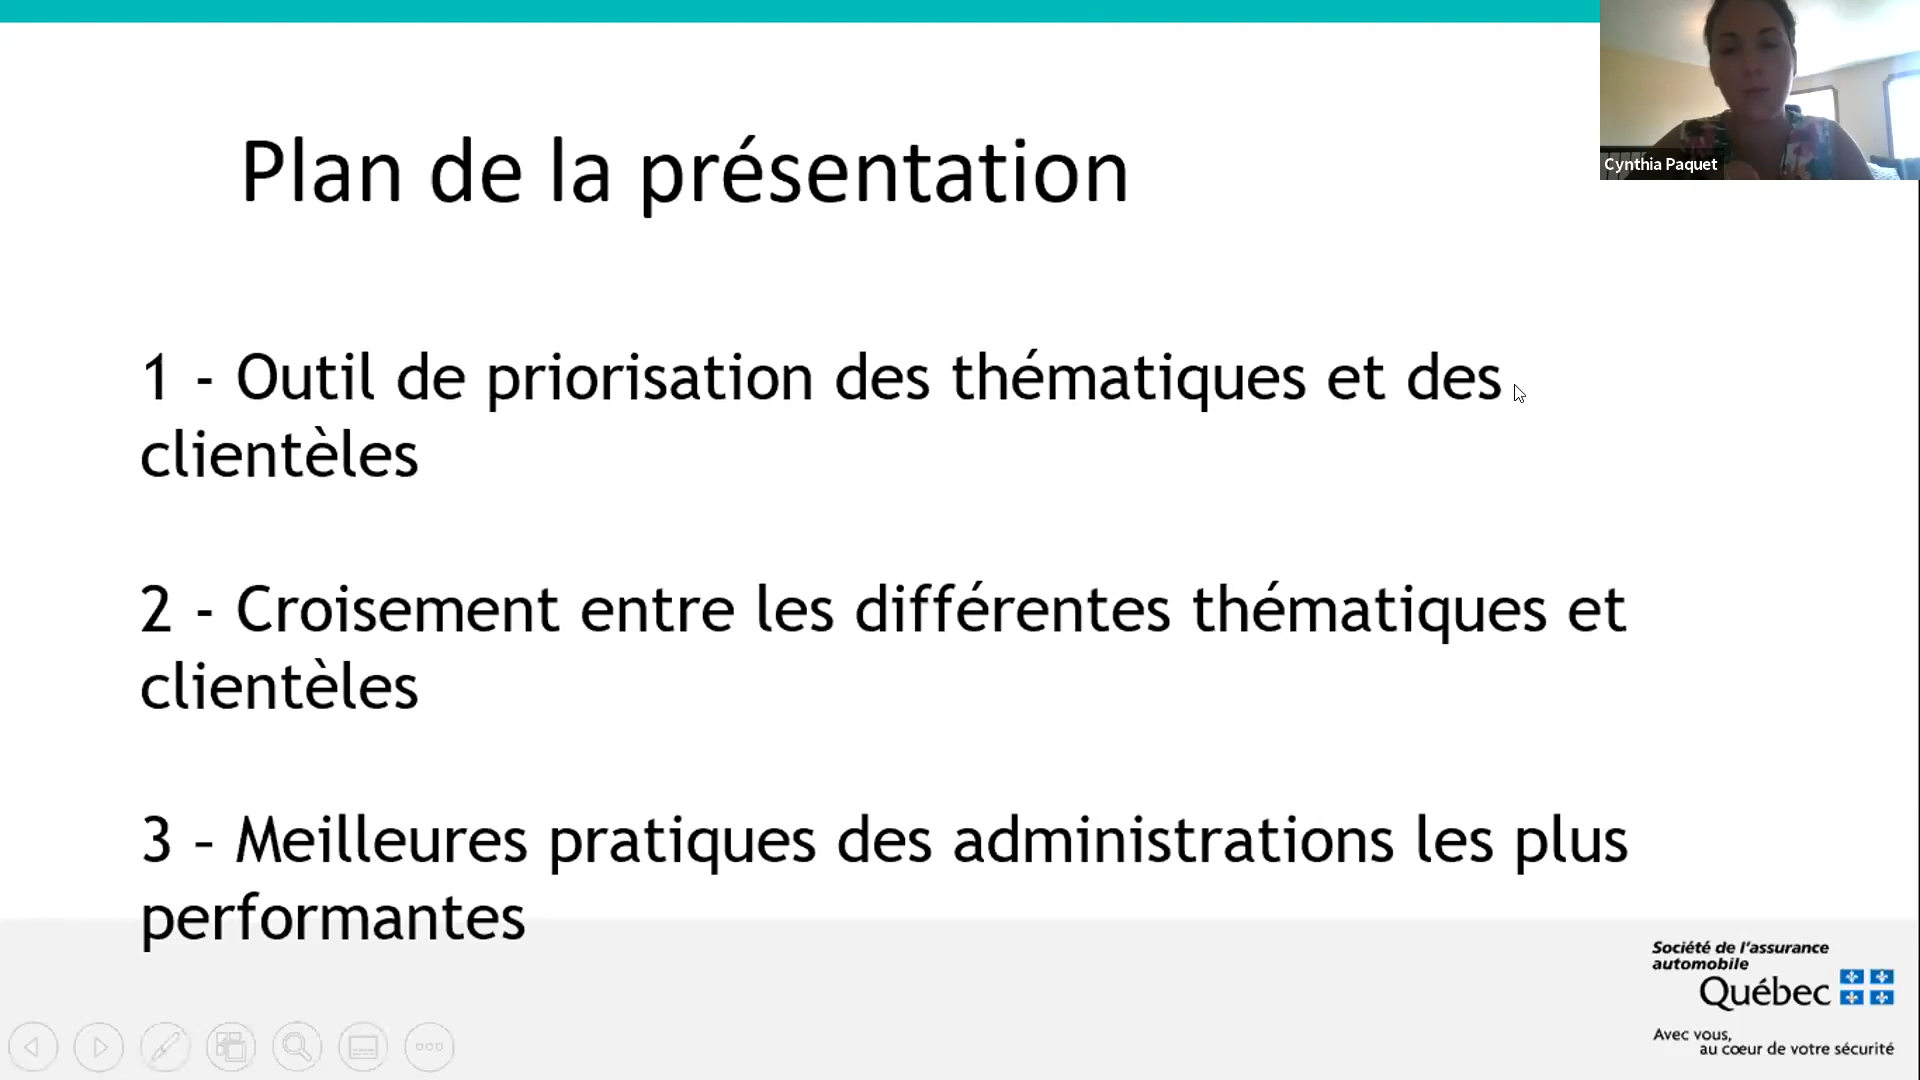 Cynthia Paquet
Plan de la présentation
1 - Outil de priorisation des thématiques et des
clientèles
2 - Croisement entre les différentes thématiques et
clientèles
3 – Meilleures pratiques des administrations les plus
performantes
Société de l'assurance
automobile
Québec
Avec vous,
au cœur de votre sécurité